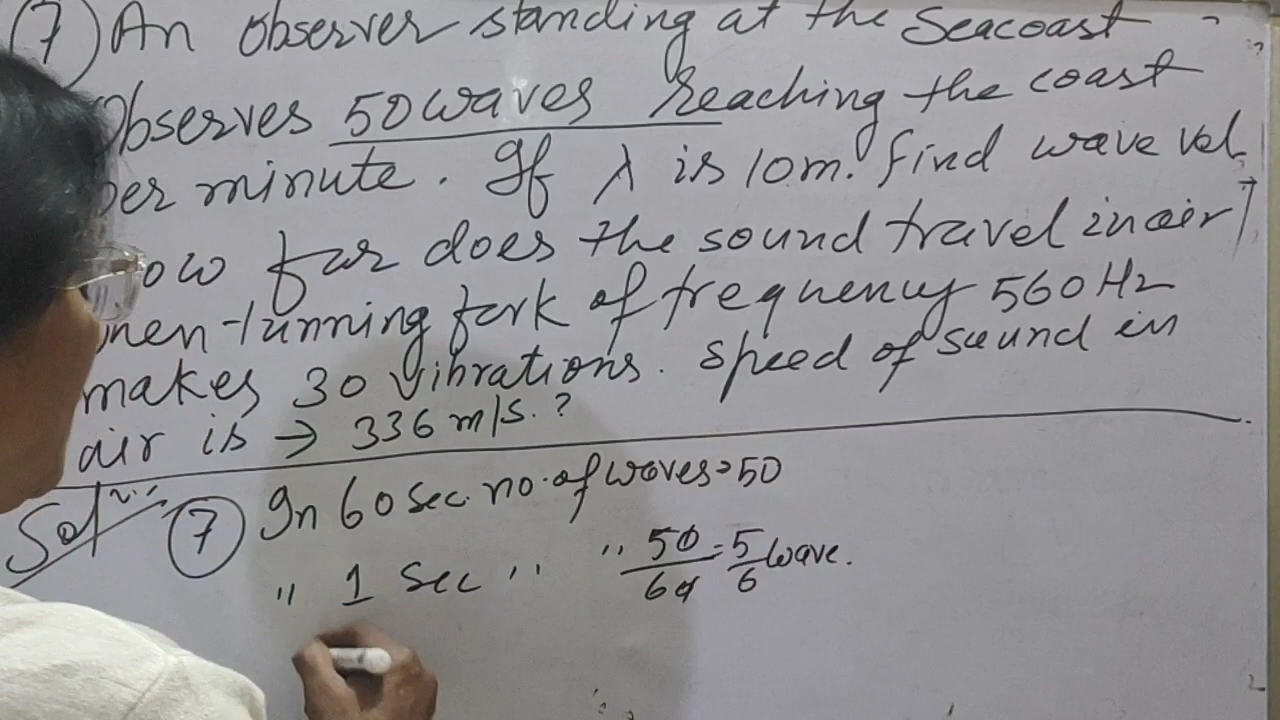 (7) An observer standing at the seacoast
observes 50 waves reaching the coast
per minute. If λ is 10m. find wave vel.
ow far does the sound travel in air
hen tunning fork of frequency 560Hz
makes 30 vibrations. speed of sound in
air is → 336 m/s. ?
Sol (7) In 60 sec. no. of waves = 50
" 1 Sec " " 50/60 = 5/6 wave.